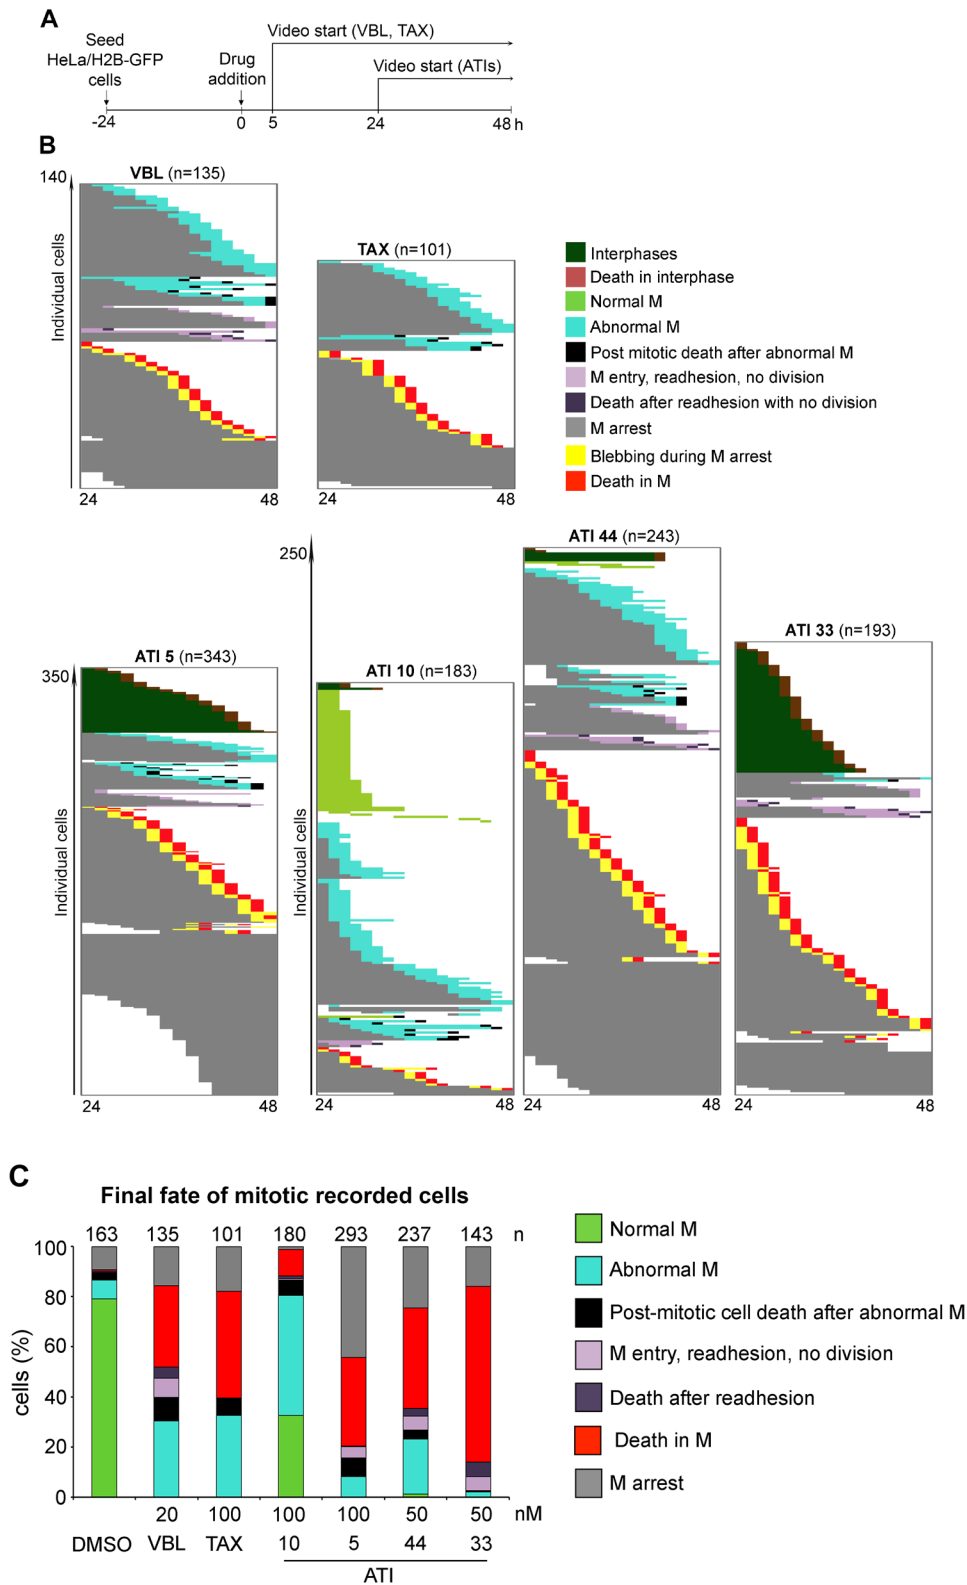 A
Video start (VBL, TAX)
Seed
HeLa/H2B-GFP
cells
Drug
addition
Video start (ATIs)
-24
0
5
24
48 h
B
140
VBL (n=135)
Individual cells
24
48
TAX (n=101)
24
48
Interphases
Death in interphase
Normal M
Abnormal M
Post mitotic death after abnormal M
M entry, readhesion, no division
Death after readhesion with no division
M arrest
Blebbing during M arrest
Death in M
350
ATI 5 (n=343)
Individual cells
24
48
250
ATI 10 (n=183)
Individual cells
24
48
ATI 44 (n=243)
24
48
ATI 33 (n=193)
24
48
C
Final fate of mitotic recorded cells
163 135 101 180 293 237 143 n
cells (%)
100
80
60
40
20
0
20 100 100 100 50 50 nM
DMSO VBL TAX 10 5 44 33
ATI
Normal M
Abnormal M
Post-mitotic cell death after abnormal M
M entry, readhesion, no division
Death after readhesion
Death in M
M arrest